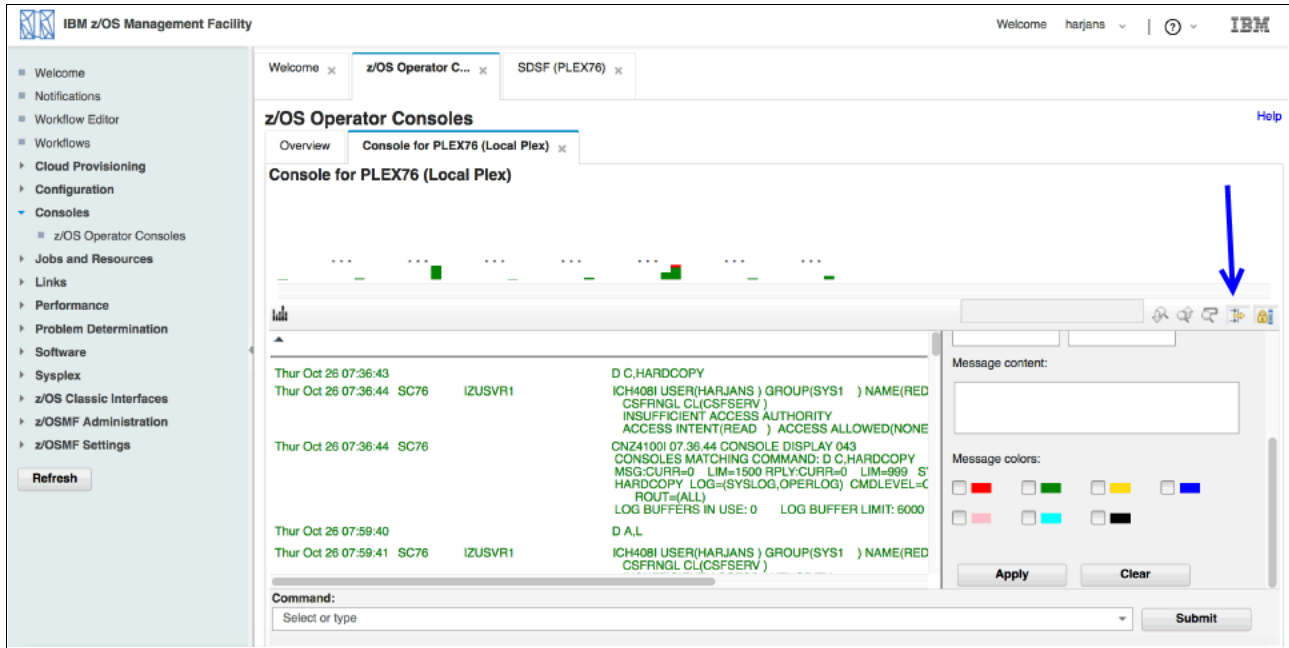 IBM z/OS Management Facility
Welcome harjans
IBM
Welcome
Notifications
Workflow Editor
Workflows
Cloud Provisioning
Configuration
Consoles
z/OS Operator Consoles
Jobs and Resources
Links
Performance
Problem Determination
Software
Sysplex
z/OS Classic Interfaces
z/OSMF Administration
z/OSMF Settings
Refresh
Welcome x z/OS Operator C... x SDSF (PLEX76) x
z/OS Operator Consoles
Help
Overview Console for PLEX76 (Local Plex) x
Console for PLEX76 (Local Plex)
... ... ... ... ... ... ...
Thur Oct 26 07:36:43 D C,HARDCOPY
Thur Oct 26 07:36:44 SC76 IZUSVR1 ICH408I USER(HARJANS ) GROUP(SYS1 ) NAME(RED
CSFRNGL CL(CSFSERV )
INSUFFICIENT ACCESS AUTHORITY
ACCESS INTENT(READ ) ACCESS ALLOWED(NONE
Thur Oct 26 07:36:44 SC76 CNZ4100I 07.36.44 CONSOLE DISPLAY 043
CONSOLES MATCHING COMMAND: D C,HARDCOPY
MSG:CURR=0 LIM=1500 RPLY:CURR=0 LIM=999 S
HARDCOPY LOG=(SYSLOG,OPERLOG) CMDLEVEL=C
ROUT=(ALL)
LOG BUFFERS IN USE: 0 LOG BUFFER LIMIT: 6000
Thur Oct 26 07:59:40 D A,L
Thur Oct 26 07:59:41 SC76 IZUSVR1 ICH408I USER(HARJANS ) GROUP(SYS1 ) NAME(RED
CSFRNGL CL(CSFSERV )
Message content:
Message colors:
Apply Clear
Command:
Select or type
Submit